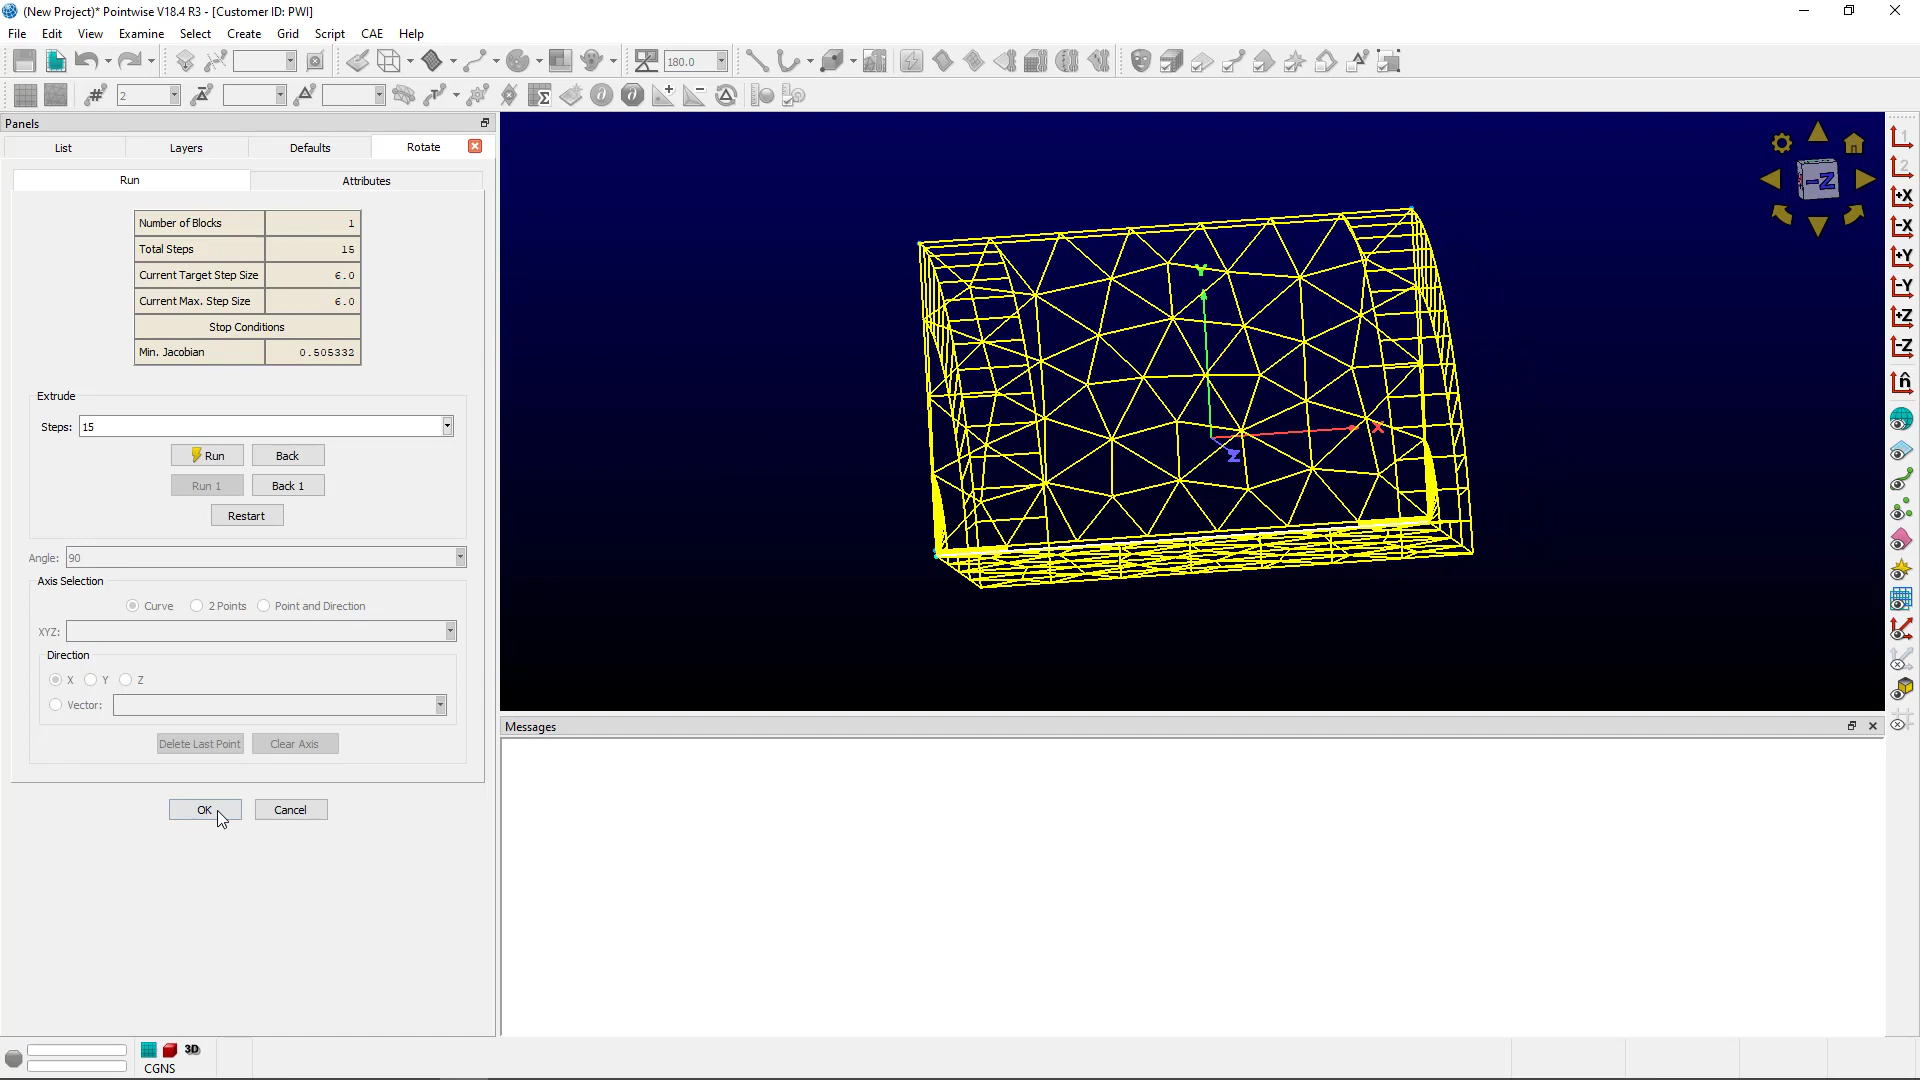 (New Project)* Pointwise V18.4 R3 - [Customer ID: PWI]
File Edit View Examine Select Create Grid Script CAE Help
180.0
2
Panels
List Layers Defaults Rotate
Run Attributes
Number of Blocks 1
Total Steps 15
Current Target Step Size 6.0
Current Max. Step Size 6.0
Stop Conditions
Min. Jacobian 0.505332
Extrude
Steps: 15
Run Back
Run 1 Back 1
Restart
Angle: 90
Axis Selection
Curve 2 Points Point and Direction
XYZ:
Direction
X Y Z
Vector:
Delete Last Point Clear Axis
OK Cancel
Y
X
Z
-Z
1
2
+X
-X
+Y
-Y
+Z
-Z
n̂
Messages
3D
CGNS